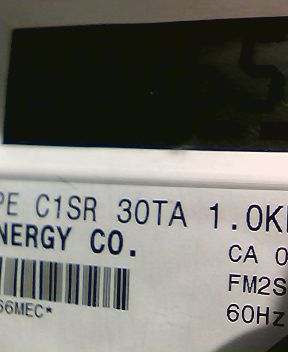 PE C1SR 30TA 1.0K
NERGY CO.
CA 0
FM2S
66MEC*
60Hz